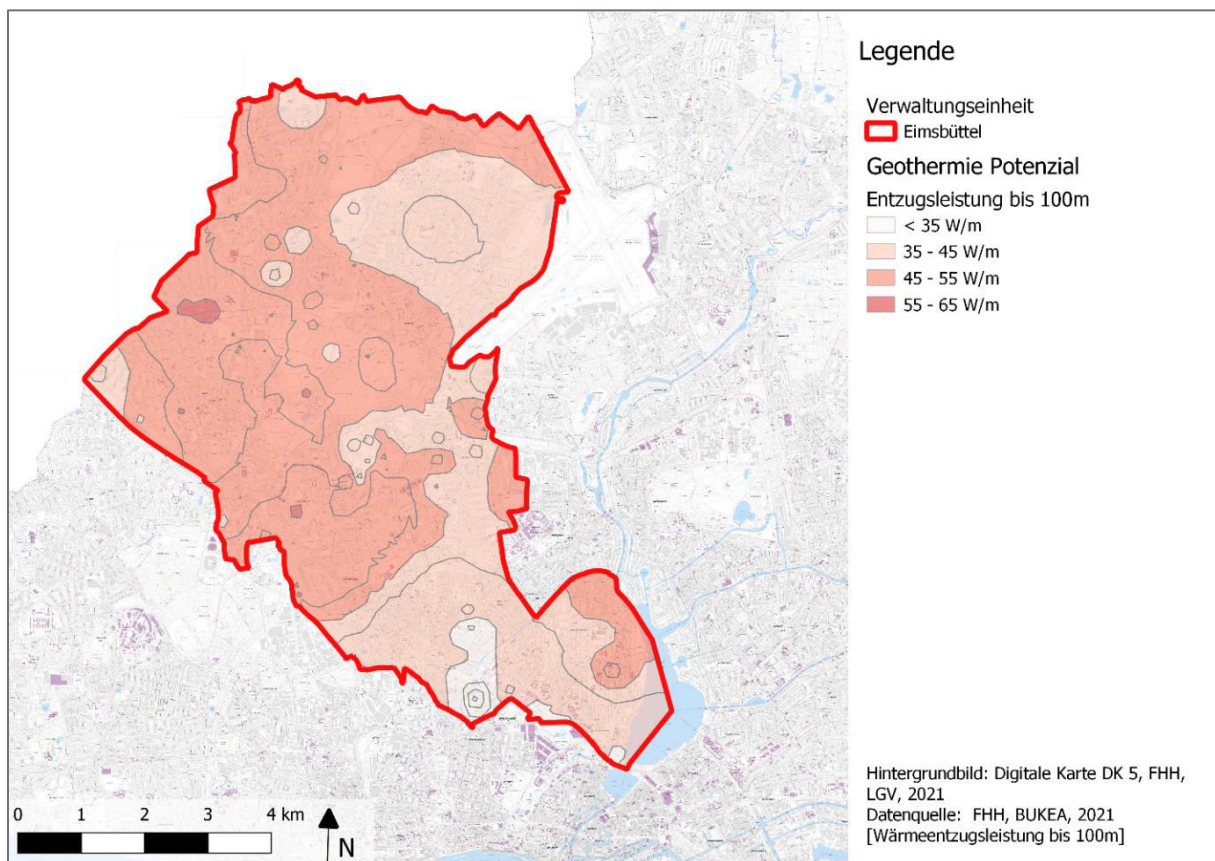 Legende
Verwaltungseinheit
Eimsbüttel
Geothermie Potenzial
Entzugsleistung bis 100m
< 35 W/m
35 - 45 W/m
45 - 55 W/m
55 - 65 W/m
0 1 2 3 4 km
N
Hintergrundbild: Digitale Karte DK 5, FHH,
LGV, 2021
Datenquelle: FHH, BUKEA, 2021
[Wärmeentzugsleistung bis 100m]